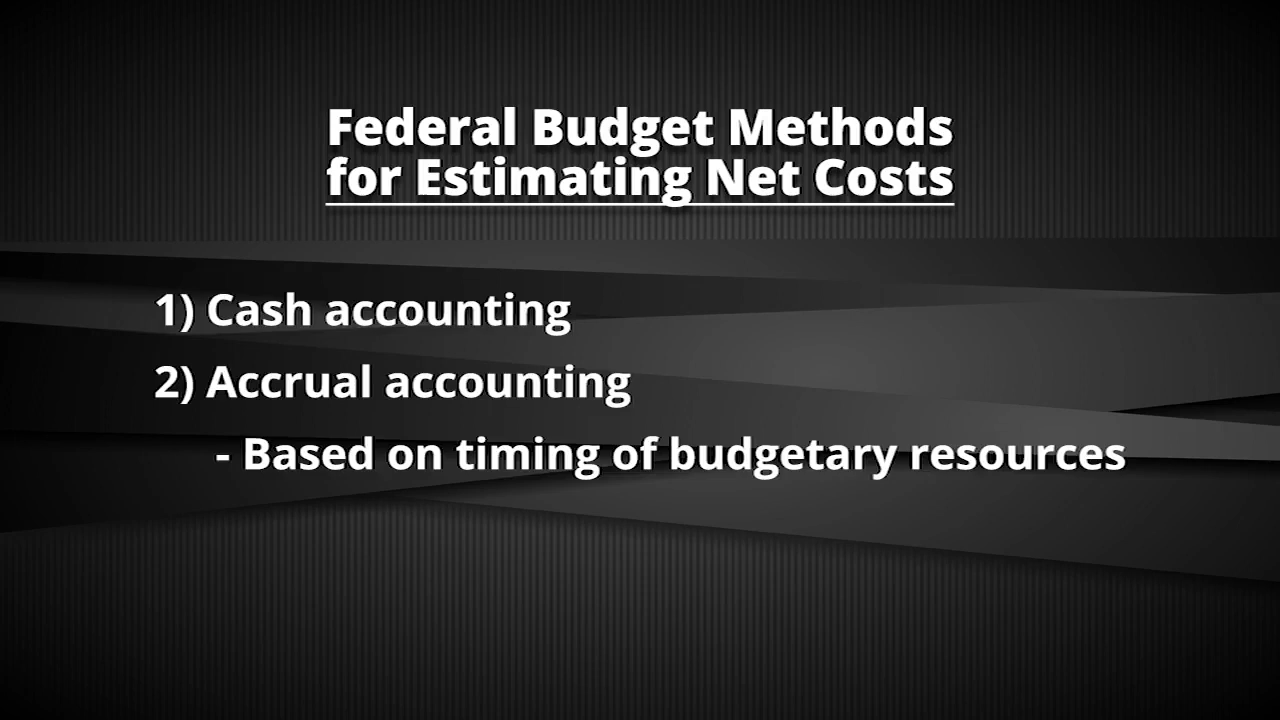 Federal Budget Methods
for Estimating Net Costs
1) Cash accounting
2) Accrual accounting
- Based on timing of budgetary resources